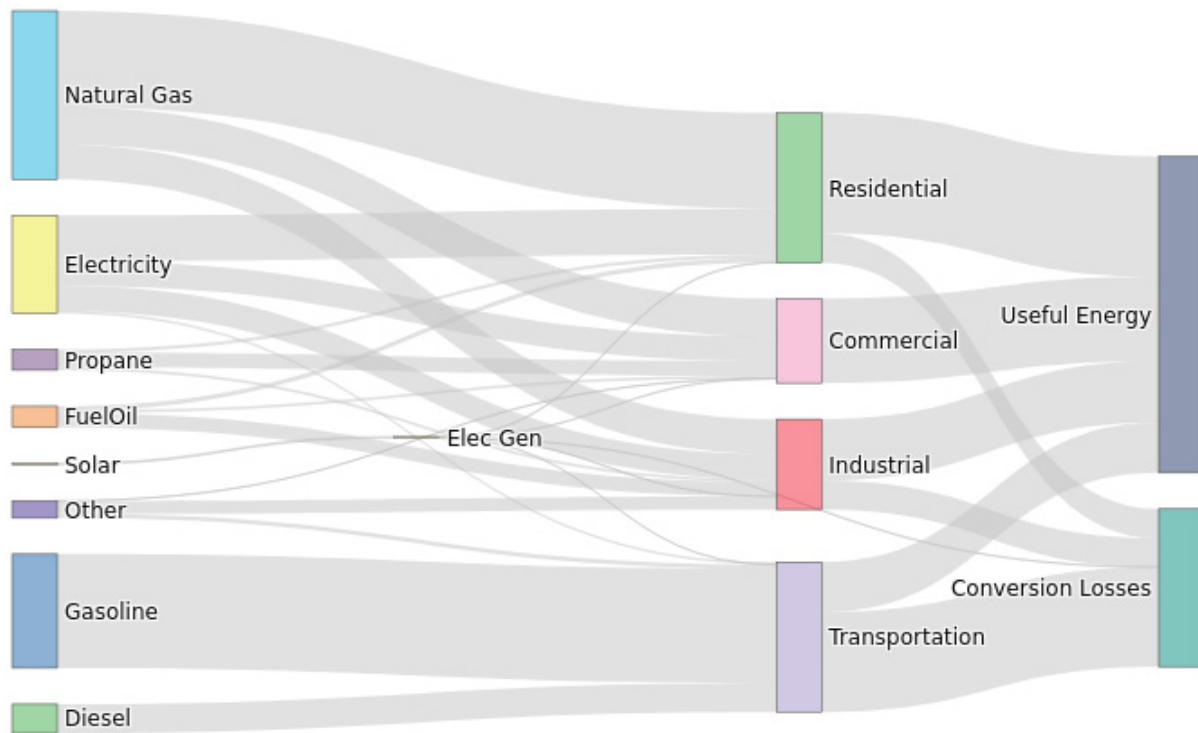 Natural Gas
Electricity
Propane
FuelOil
Solar
Other
Gasoline
Diesel
Elec Gen
Residential
Commercial
Industrial
Transportation
Useful Energy
Conversion Losses